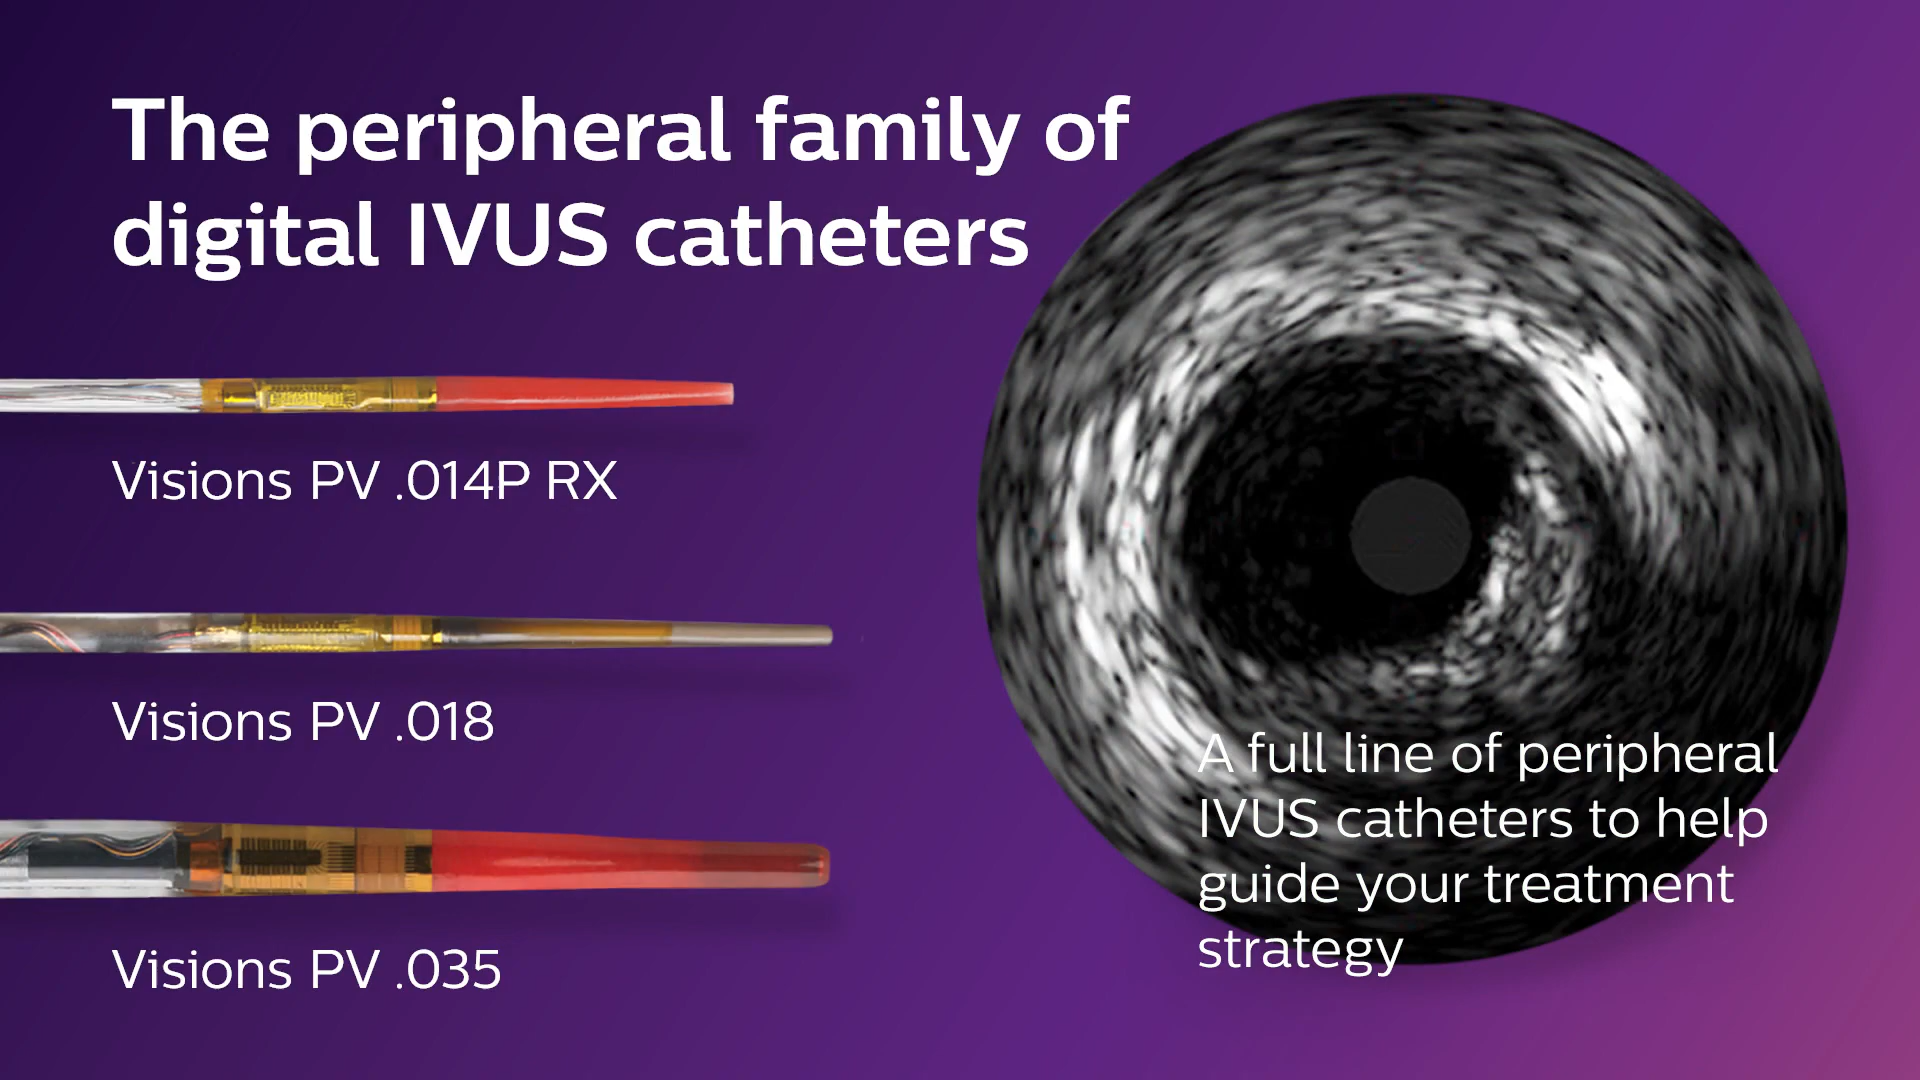 The peripheral family of
digital IVUS catheters
Visions PV .014P RX
Visions PV .018
Visions PV .035
A full line of peripheral
IVUS catheters to help
guide your treatment
strategy